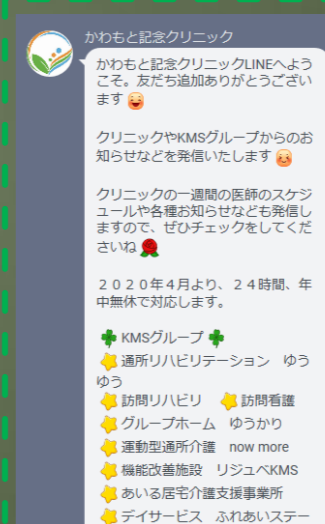 かわもと記念クリニック
かわもと記念クリニックLINEへよう
こそ。友だち追加ありがとうござい
ます
クリニックやKMSグループからのお
知らせなどを発信いたします
クリニックの一週間の医師のスケジ
ュールや各種お知らせなども発信し
ますので、ぜひチェックをしてくだ
さいね
２０２０年４月より、２４時間、年
中無休で対応します。
KMSグループ
通所リハビリテーション　ゆう
ゆう
訪問リハビリ　訪問看護
グループホーム　ゆうかり
運動型通所介護　now more
機能改善施設　リジュベKMS
あいる居宅介護支援事業所
デイサービス　ふれあいステー